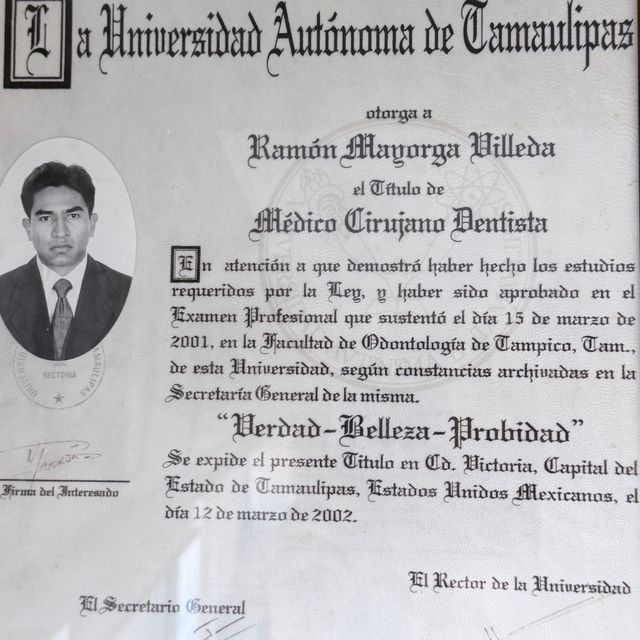 La Universidad Autónoma de Tamaulipas
otorga a
Ramón Mayorga Villeda
el Título de
Médico Cirujano Dentista
En atención a que demostró haber hecho los estudios
requeridos por la Ley, y haber sido aprobado en el
Examen Profesional que sustentó el día 15 de marzo de
2001, en la Facultad de Odontología de Tampico, Tam.,
de esta Universidad, según constancias archivadas en la
Secretaría General de la misma.
"Verdad-Belleza-Probidad"
Se expide el presente Titulo en Cd. Victoria, Capital del
Estado de Tamaulipas, Estados Unidos Mexicanos, el
día 12 de marzo de 2002.
RECTORIA
Firma del Interesado
El Rector de la Universidad
El Secretario General